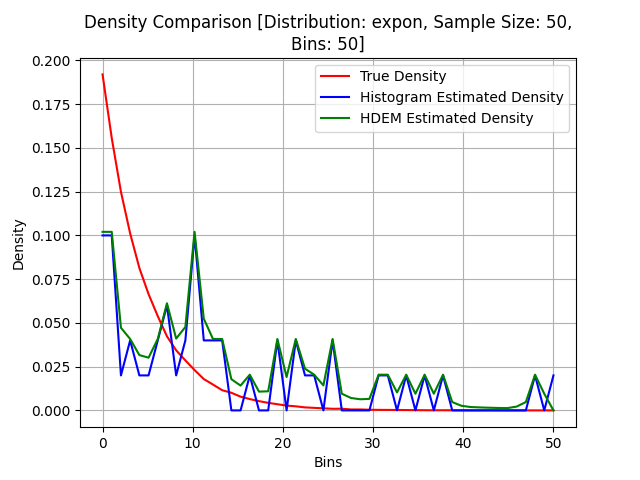 Density Comparison [Distribution: expon, Sample Size: 50,
Bins: 50]
True Density
Histogram Estimated Density
HDEM Estimated Density
Density
0.200
0.175
0.150
0.125
0.100
0.075
0.050
0.025
0.000
0 10 20 30 40 50
Bins